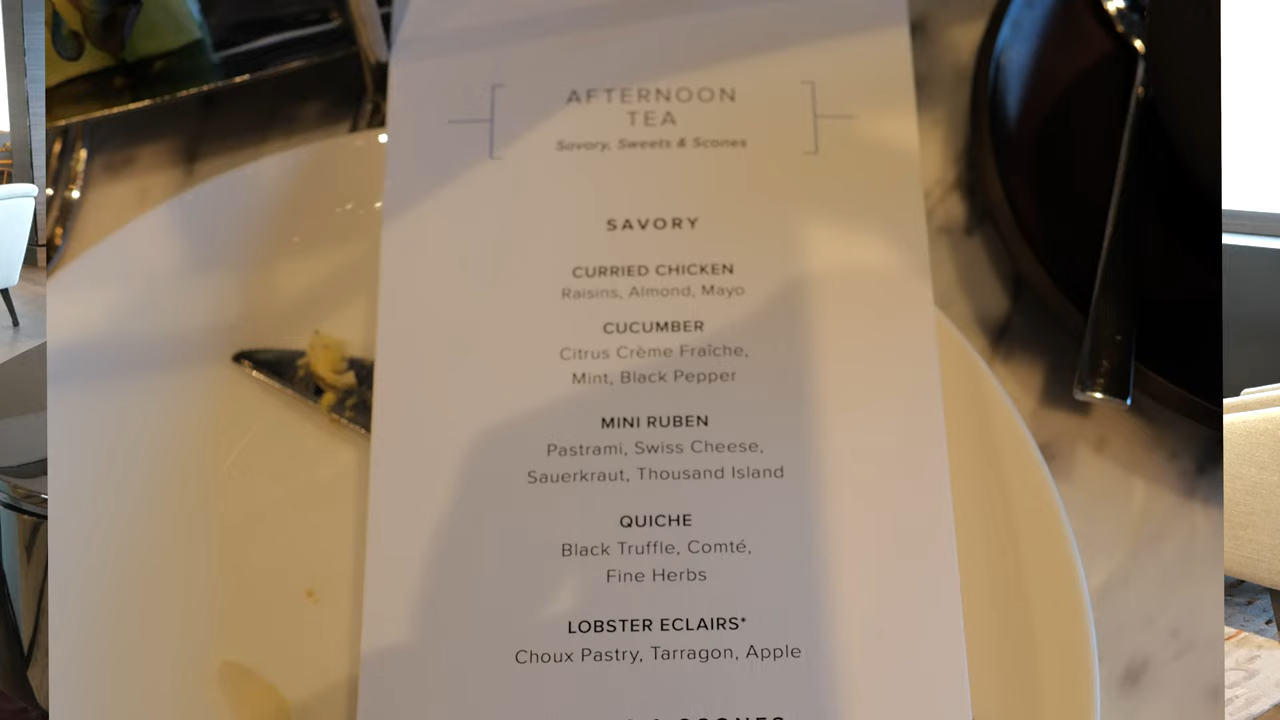 AFTERNOON
TEA
Savory, Sweets & Scones
SAVORY
CURRIED CHICKEN
Raisins, Almond, Mayo
CUCUMBER
Citrus Crème Fraîche,
Mint, Black Pepper
MINI RUBEN
Pastrami, Swiss Cheese,
Sauerkraut, Thousand Island
QUICHE
Black Truffle, Comté,
Fine Herbs
LOBSTER ECLAIRS*
Choux Pastry, Tarragon, Apple